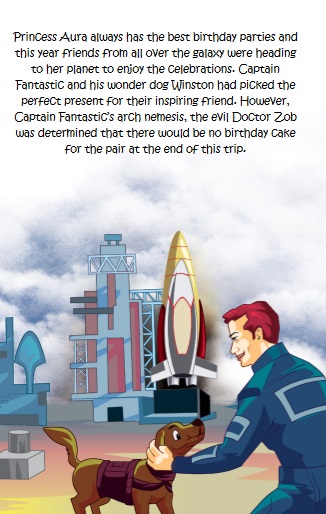 Princess Aura always has the best birthday parties and
this year friends from all over the galaxy were heading
to her planet to enjoy the celebrations. Captain
Fantastic and his wonder dog Winston had picked the
perfect present for their inspiring friend. However,
Captain Fantastic's arch nemesis, the evil Doctor Zob
was determined that there would be no birthday cake
for the pair at the end of this trip.